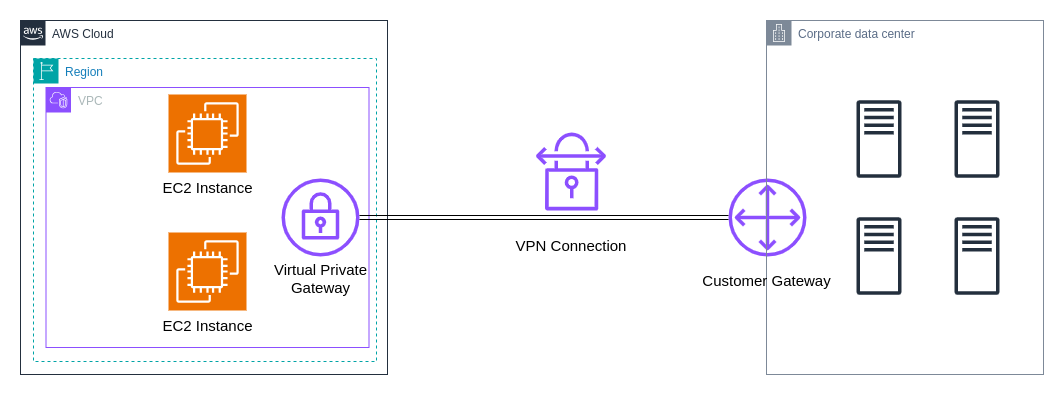 aws
AWS Cloud
Region
VPC
EC2 Instance
EC2 Instance
Virtual Private
Gateway
VPN Connection
Corporate data center
Customer Gateway